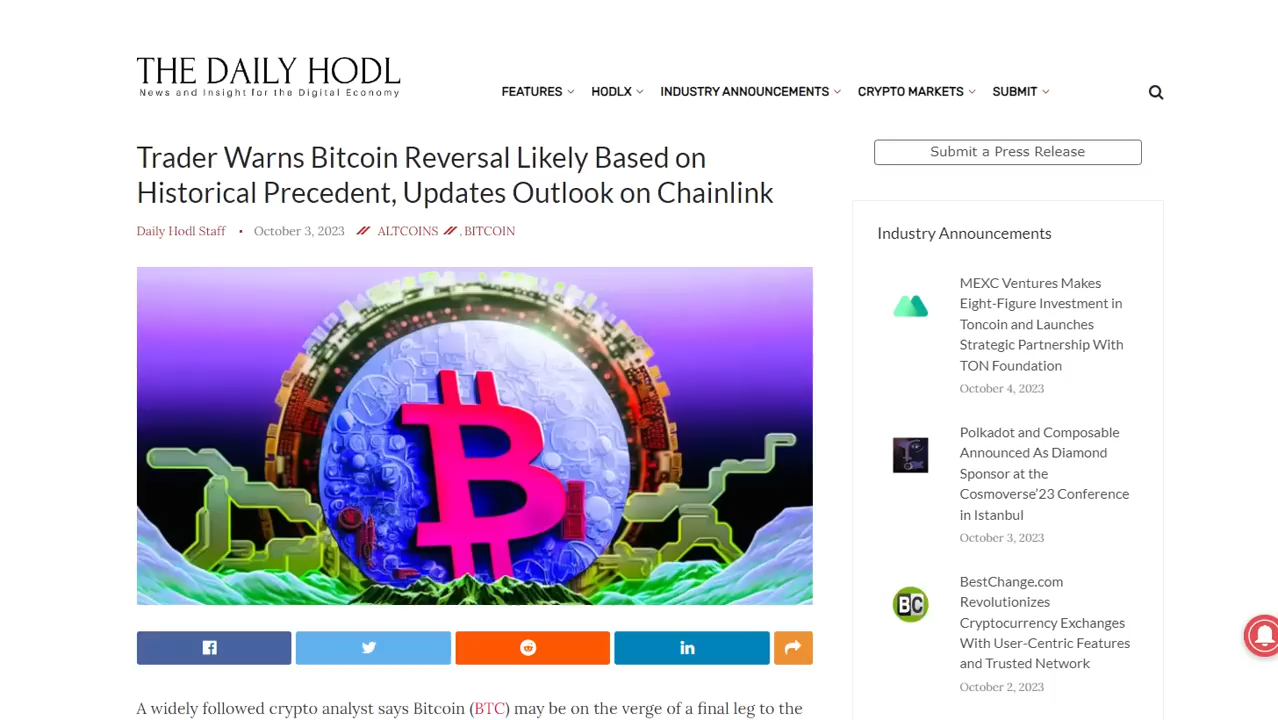 THE DAILY HODL
News and Insight for the Digital Economy
FEATURES
HODLX
INDUSTRY ANNOUNCEMENTS
CRYPTO MARKETS
SUBMIT
Trader Warns Bitcoin Reversal Likely Based on
Historical Precedent, Updates Outlook on Chainlink
Daily Hodl Staff • October 3, 2023 // ALTCOINS // , BITCOIN
A widely followed crypto analyst says Bitcoin (BTC) may be on the verge of a final leg to the
Submit a Press Release
Industry Announcements
MEXC Ventures Makes
Eight-Figure Investment in
Toncoin and Launches
Strategic Partnership With
TON Foundation
October 4, 2023
Polkadot and Composable
Announced As Diamond
Sponsor at the
Cosmoverse'23 Conference
in Istanbul
October 3, 2023
BC
BestChange.com
Revolutionizes
Cryptocurrency Exchanges
With User-Centric Features
and Trusted Network
October 2, 2023